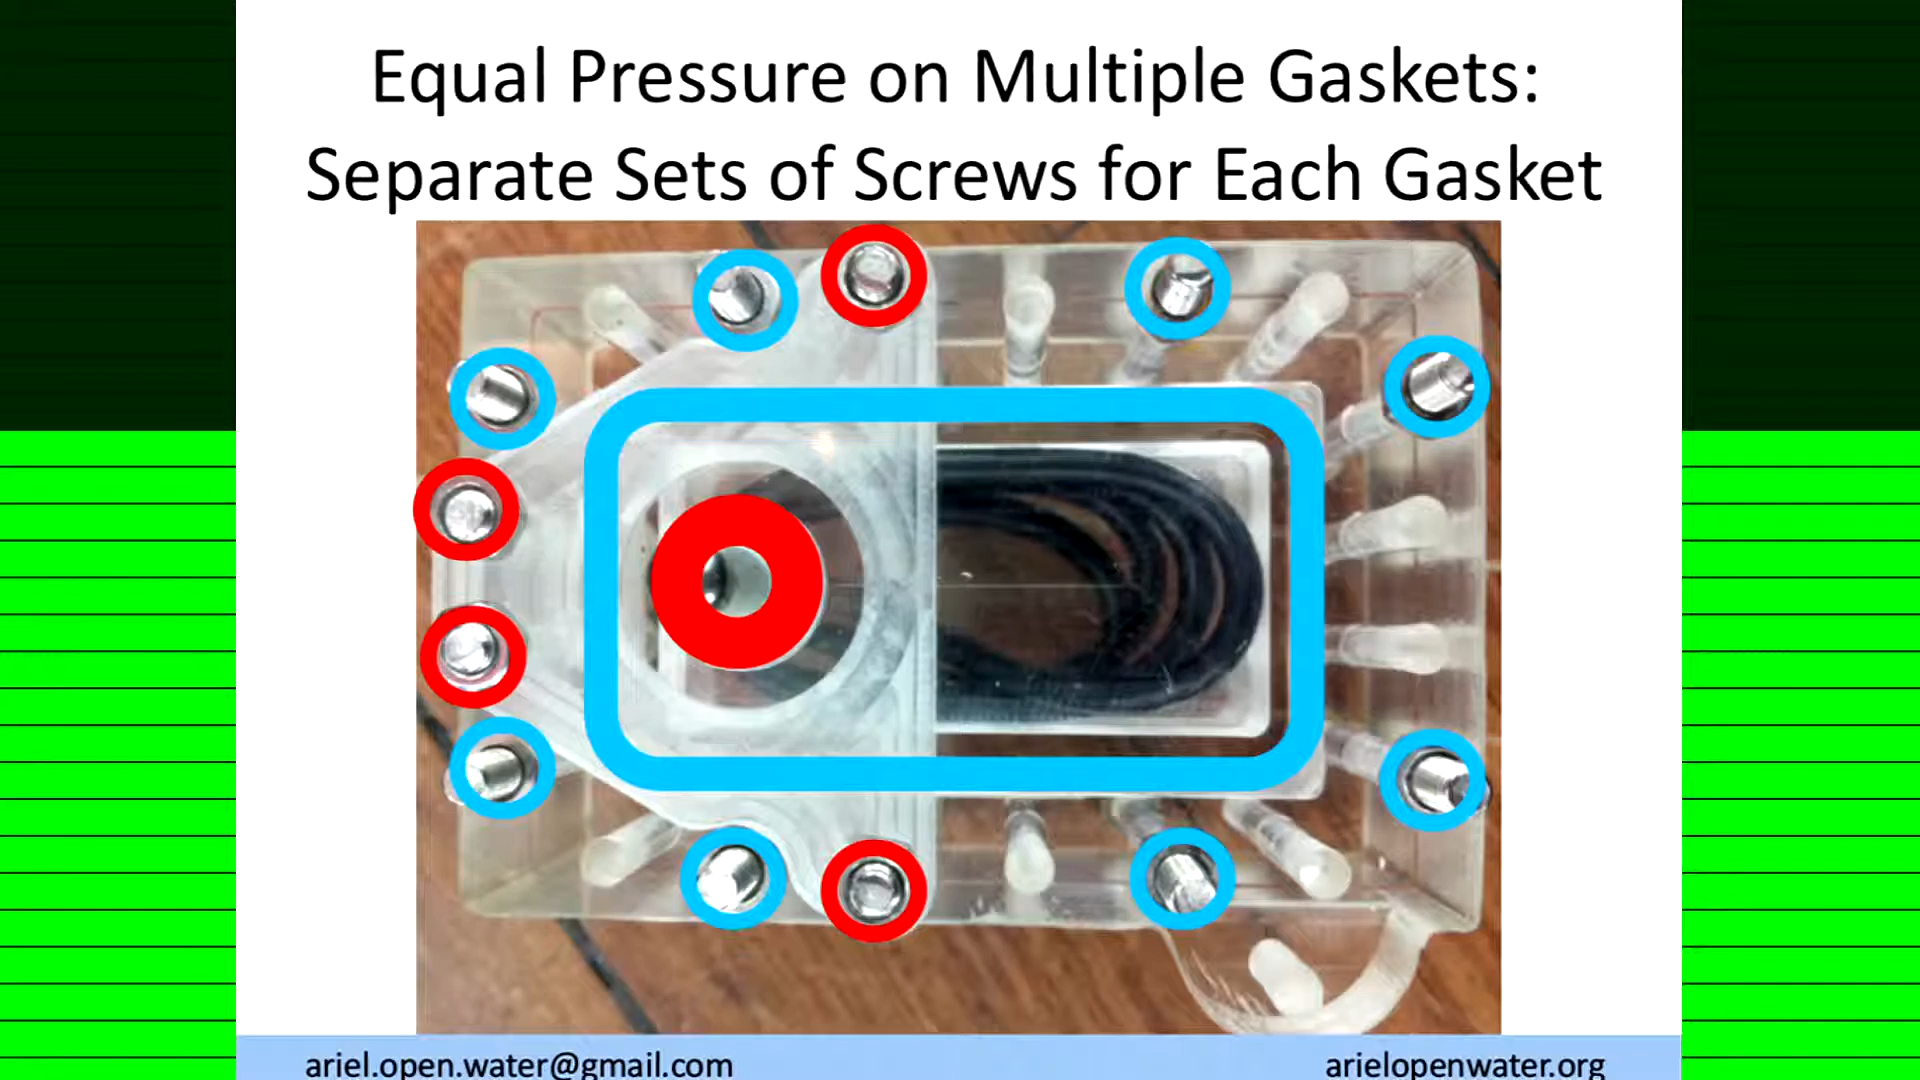 Equal Pressure on Multiple Gaskets:
Separate Sets of Screws for Each Gasket
ariel.open.water@gmail.com
arielopenwater.org